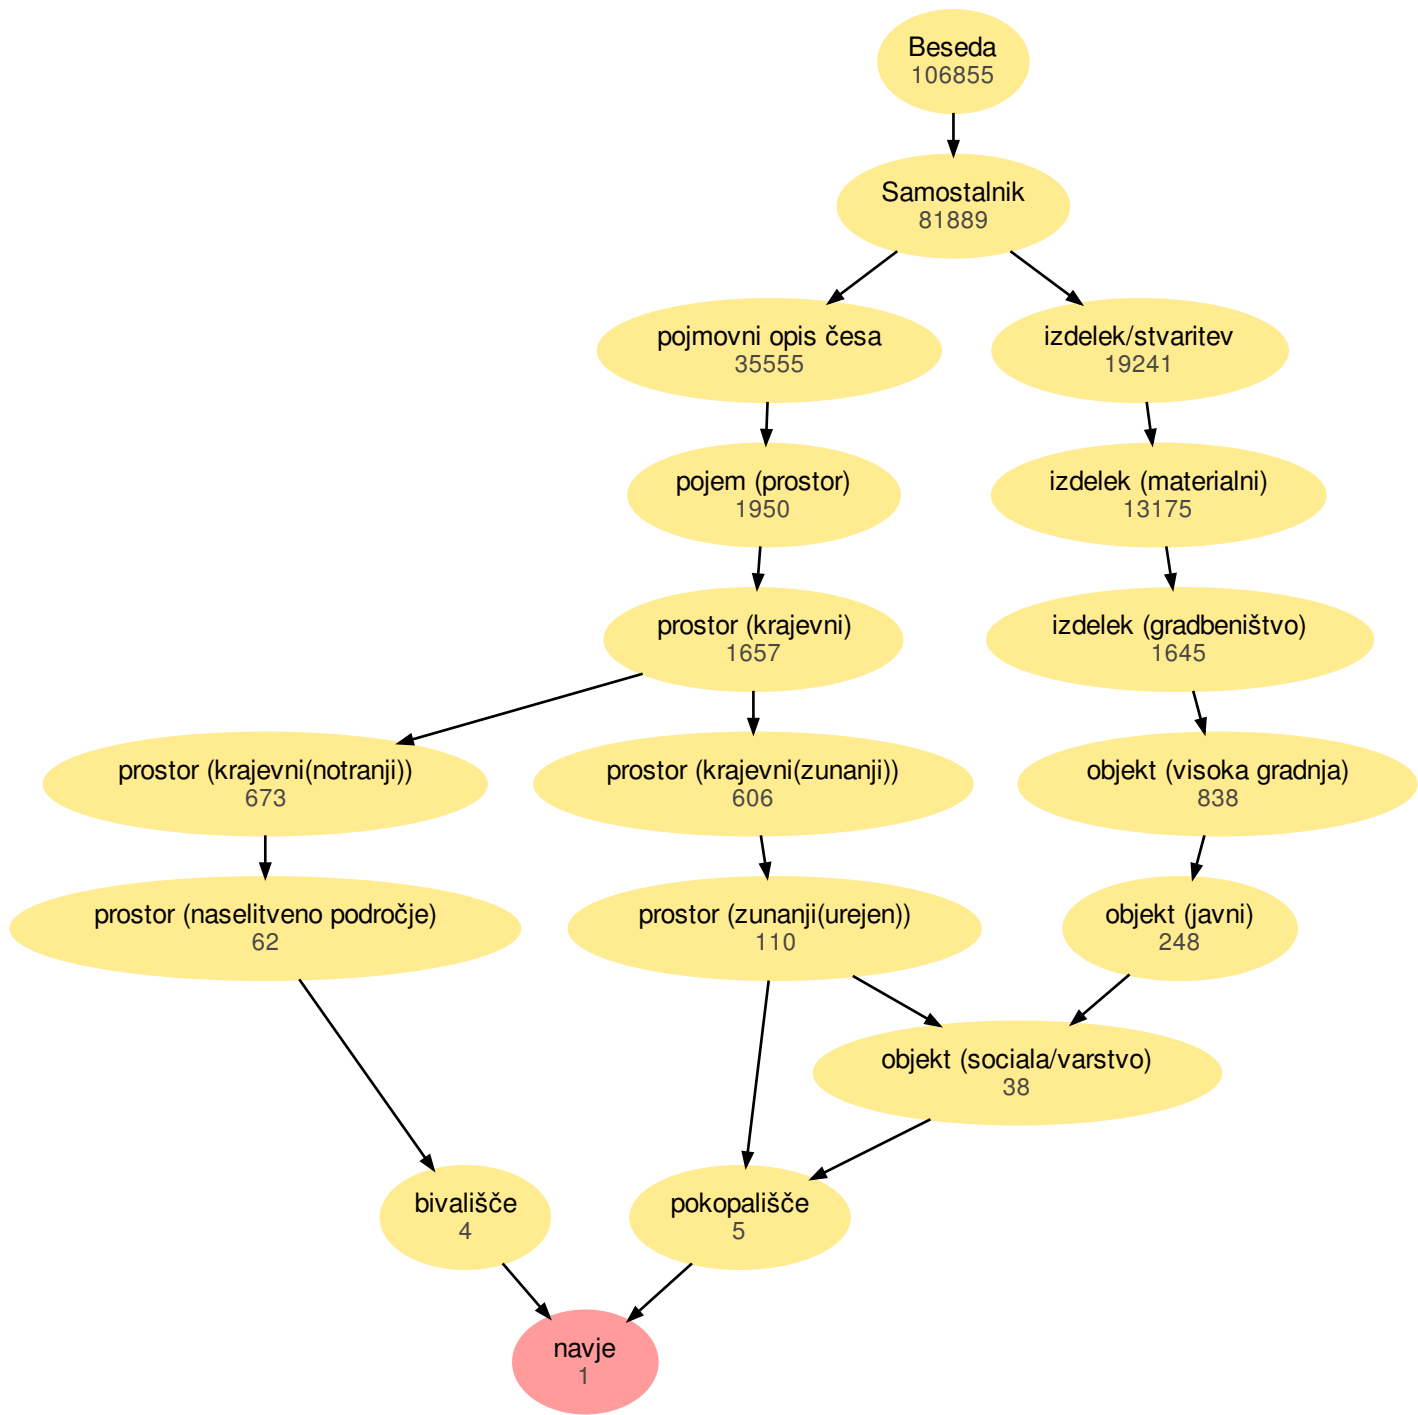 Beseda
106855
Samostalnik
81889
pojmovni opis česa
35555
izdelek/stvaritev
19241
pojem (prostor)
1950
izdelek (materialni)
13175
prostor (krajevni)
1657
izdelek (gradbeništvo)
1645
prostor (krajevni(notranji))
673
prostor (krajevni(zunanji))
606
objekt (visoka gradnja)
838
prostor (naselitveno področje)
62
prostor (zunanji(urejen))
110
objekt (javni)
248
objekt (sociala/varstvo)
38
bivališče
4
pokopališče
5
navje
1